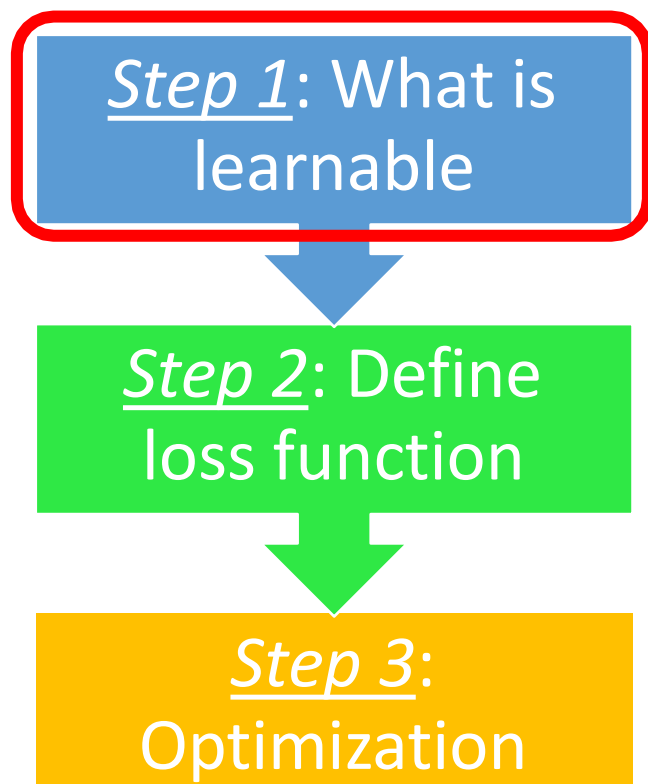 Step 1: What is
learnable
Step 2: Define
loss function
Step 3:
Optimization